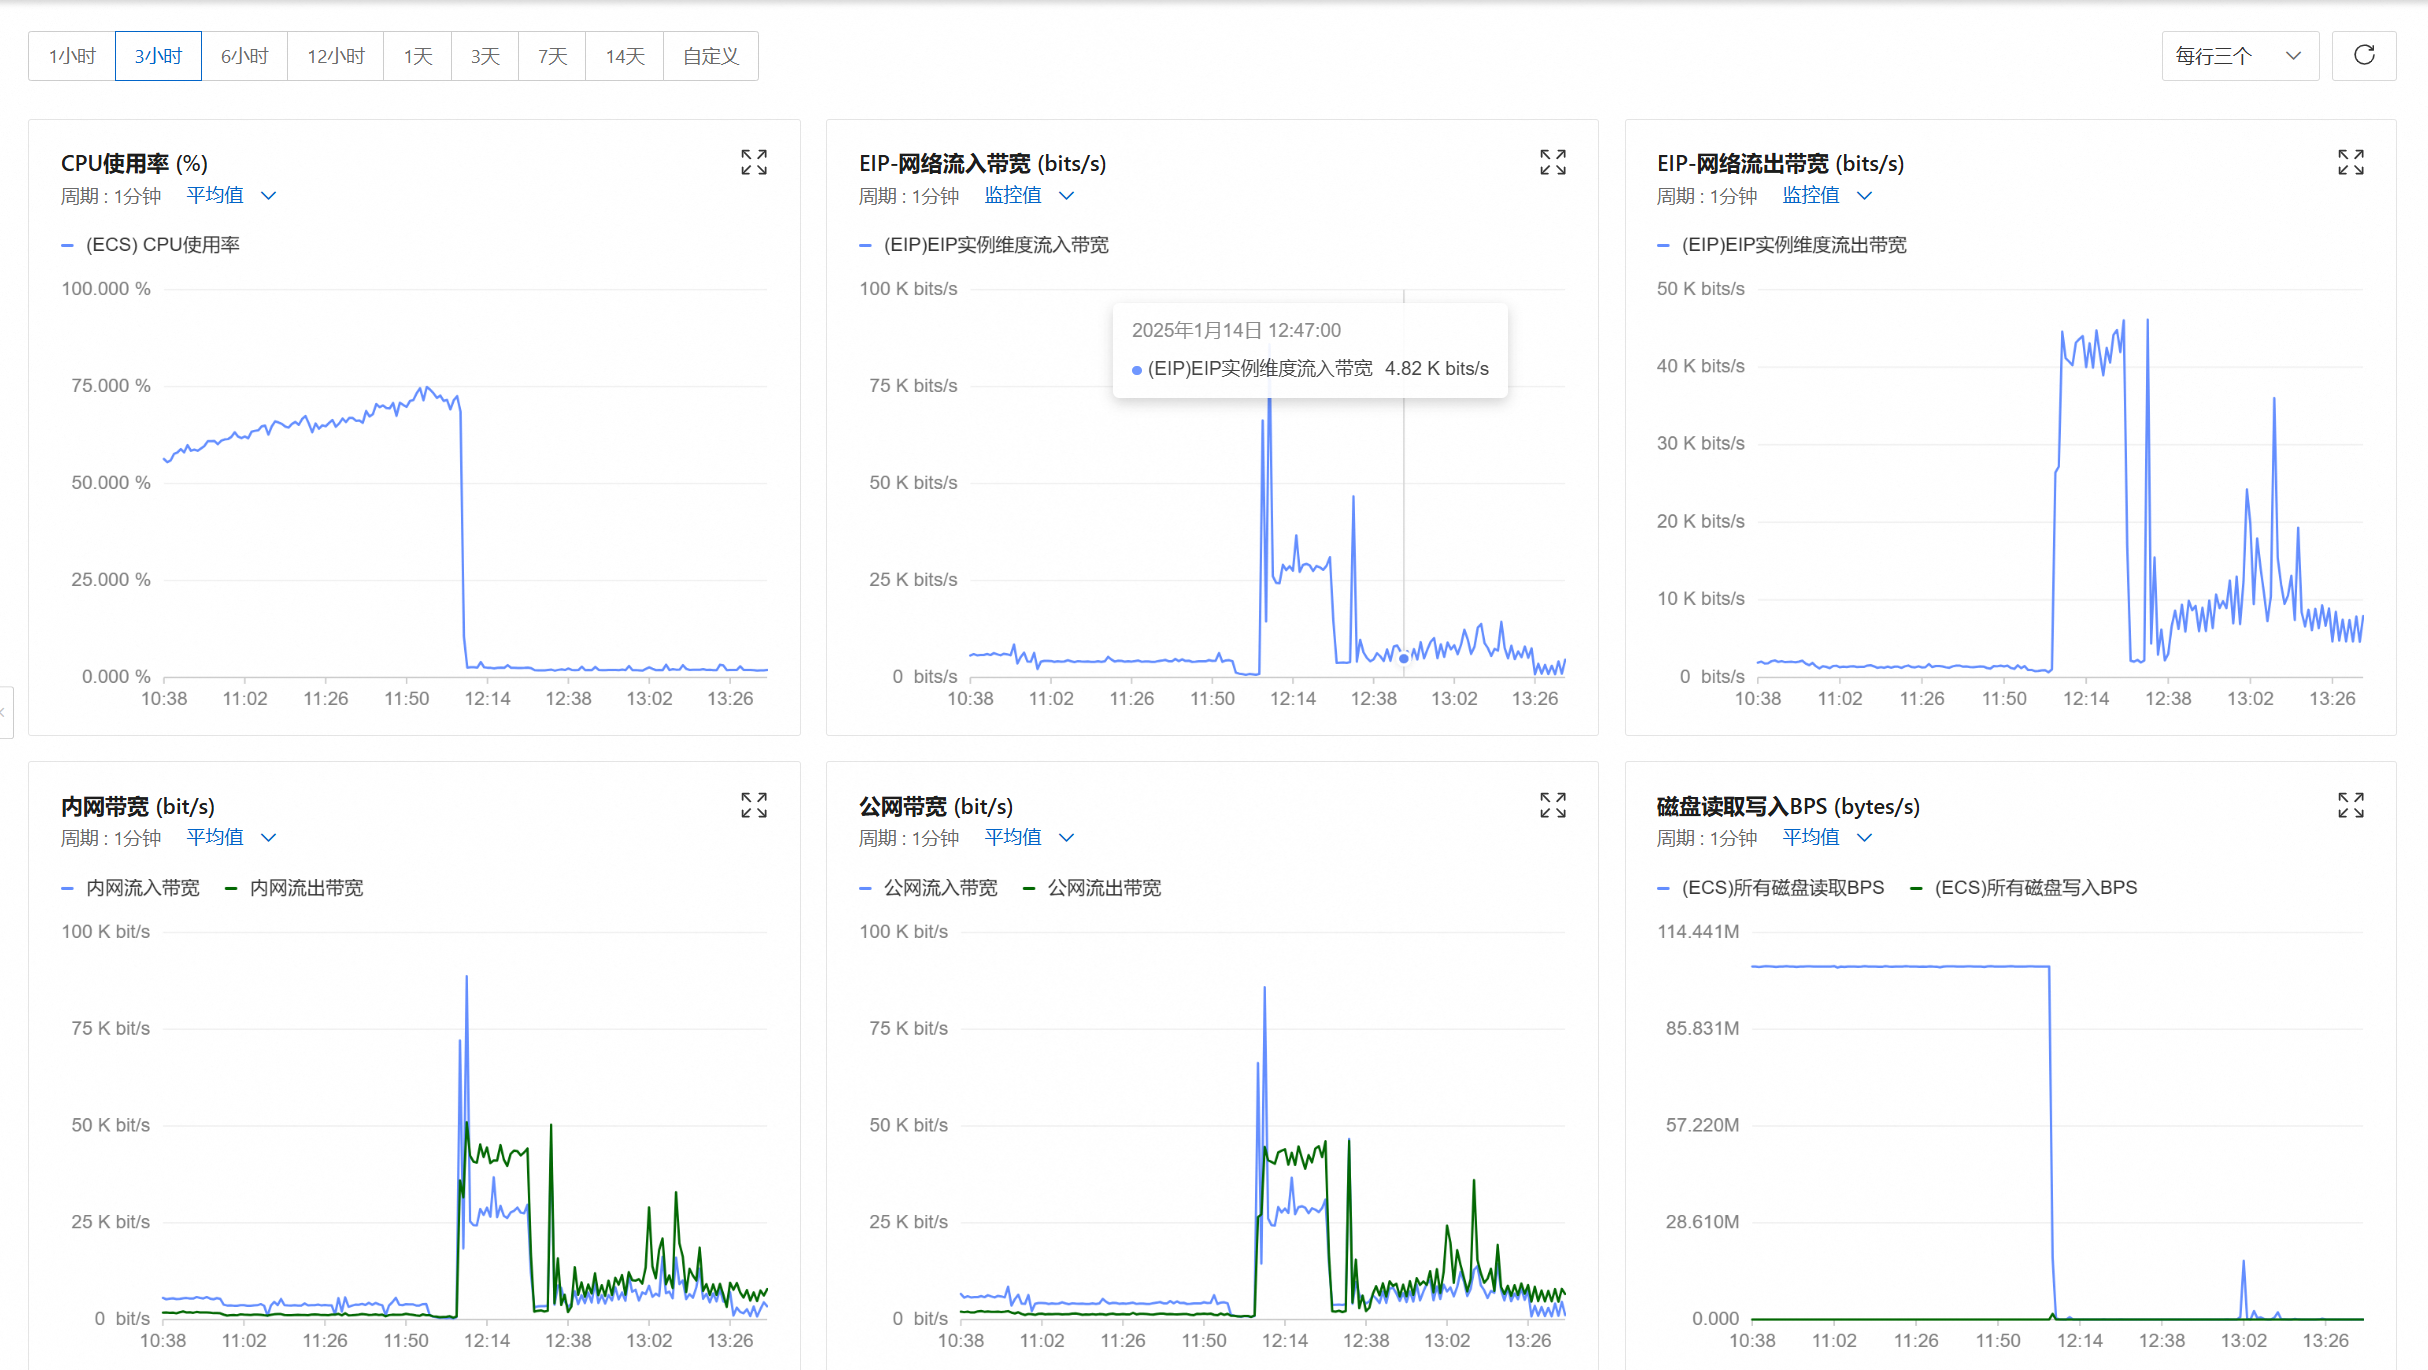 1小时 3小时 6小时 12小时 1天 3天 7天 14天 自定义 每行三个
CPU使用率 (%)
周期 : 1分钟 平均值
(ECS) CPU使用率
100.000 %
75.000 %
50.000 %
25.000 %
0.000 %
10:38 11:02 11:26 11:50 12:14 12:38 13:02 13:26
EIP-网络流入带宽 (bits/s)
周期 : 1分钟 监控值
(EIP)EIP实例维度流入带宽
100 K bits/s
75 K bits/s
50 K bits/s
25 K bits/s
0 bits/s
10:38 11:02 11:26 11:50 12:14 12:38 13:02 13:26
2025年1月14日 12:47:00
(EIP)EIP实例维度流入带宽 4.82 K bits/s
EIP-网络流出带宽 (bits/s)
周期 : 1分钟 监控值
(EIP)EIP实例维度流出带宽
50 K bits/s
40 K bits/s
30 K bits/s
20 K bits/s
10 K bits/s
0 bits/s
10:38 11:02 11:26 11:50 12:14 12:38 13:02 13:26
内网带宽 (bit/s)
周期 : 1分钟 平均值
内网流入带宽 内网流出带宽
100 K bit/s
75 K bit/s
50 K bit/s
25 K bit/s
0 bit/s
10:38 11:02 11:26 11:50 12:14 12:38 13:02 13:26
公网带宽 (bit/s)
周期 : 1分钟 平均值
公网流入带宽 公网流出带宽
100 K bit/s
75 K bit/s
50 K bit/s
25 K bit/s
0 bit/s
10:38 11:02 11:26 11:50 12:14 12:38 13:02 13:26
磁盘读取写入BPS (bytes/s)
周期 : 1分钟 平均值
(ECS)所有磁盘读取BPS (ECS)所有磁盘写入BPS
114.441M
85.831M
57.220M
28.610M
0.000
10:38 11:02 11:26 11:50 12:14 12:38 13:02 13:26